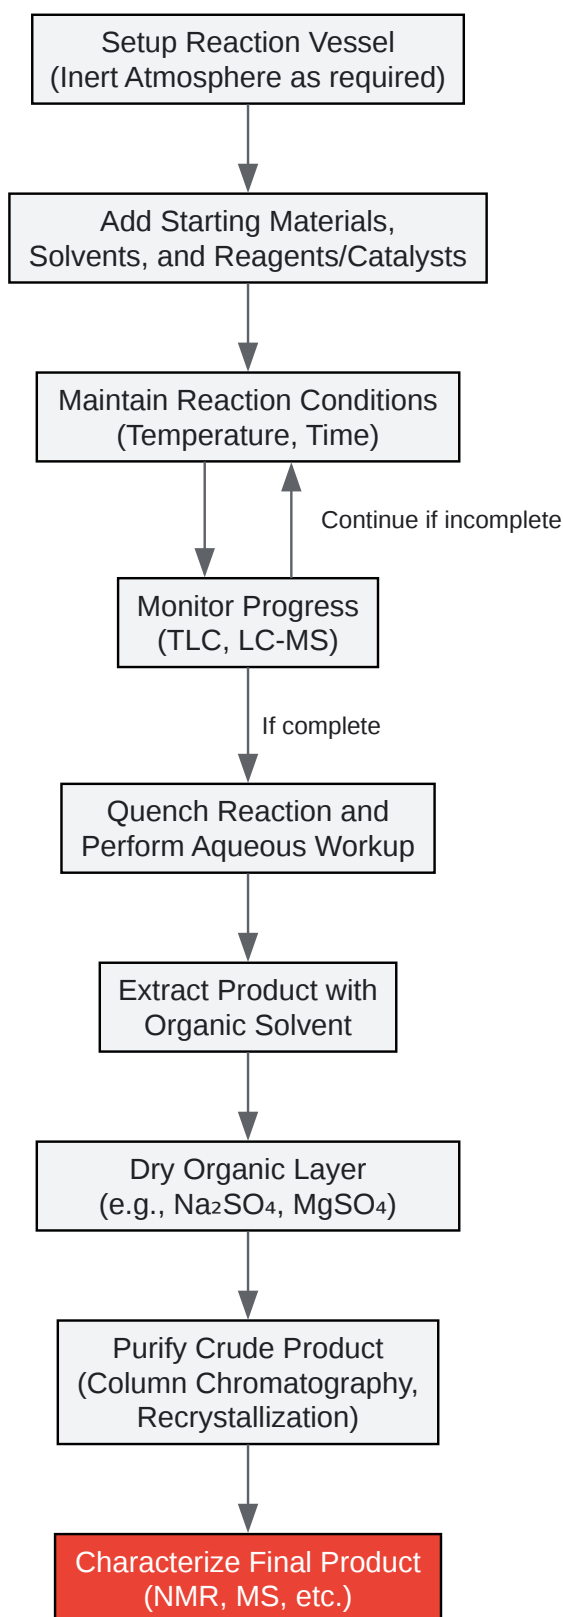 Setup Reaction Vessel
(Inert Atmosphere as required)
Add Starting Materials,
Solvents, and Reagents/Catalysts
Maintain Reaction Conditions
(Temperature, Time)
Continue if incomplete
Monitor Progress
(TLC, LC-MS)
If complete
Quench Reaction and
Perform Aqueous Workup
Extract Product with
Organic Solvent
Dry Organic Layer
(e.g., Na₂SO₄, MgSO₄)
Purify Crude Product
(Column Chromatography,
Recrystallization)
Characterize Final Product
(NMR, MS, etc.)